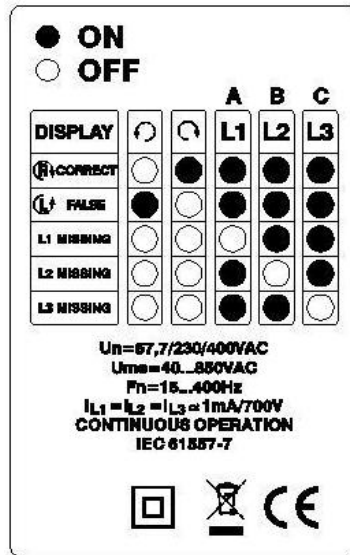 ON
OFF
A B C
DISPLAY L1 L2 L3
R CORRECT
L FALSE
L1 MISSING
L2 MISSING
L3 MISSING
Un=57,7/230/400VAC
Ume=40...850VAC
Fn=15...400Hz
IL1=IL2=IL3≈1mA/700V
CONTINUOUS OPERATION
IEC 61557-7
CE